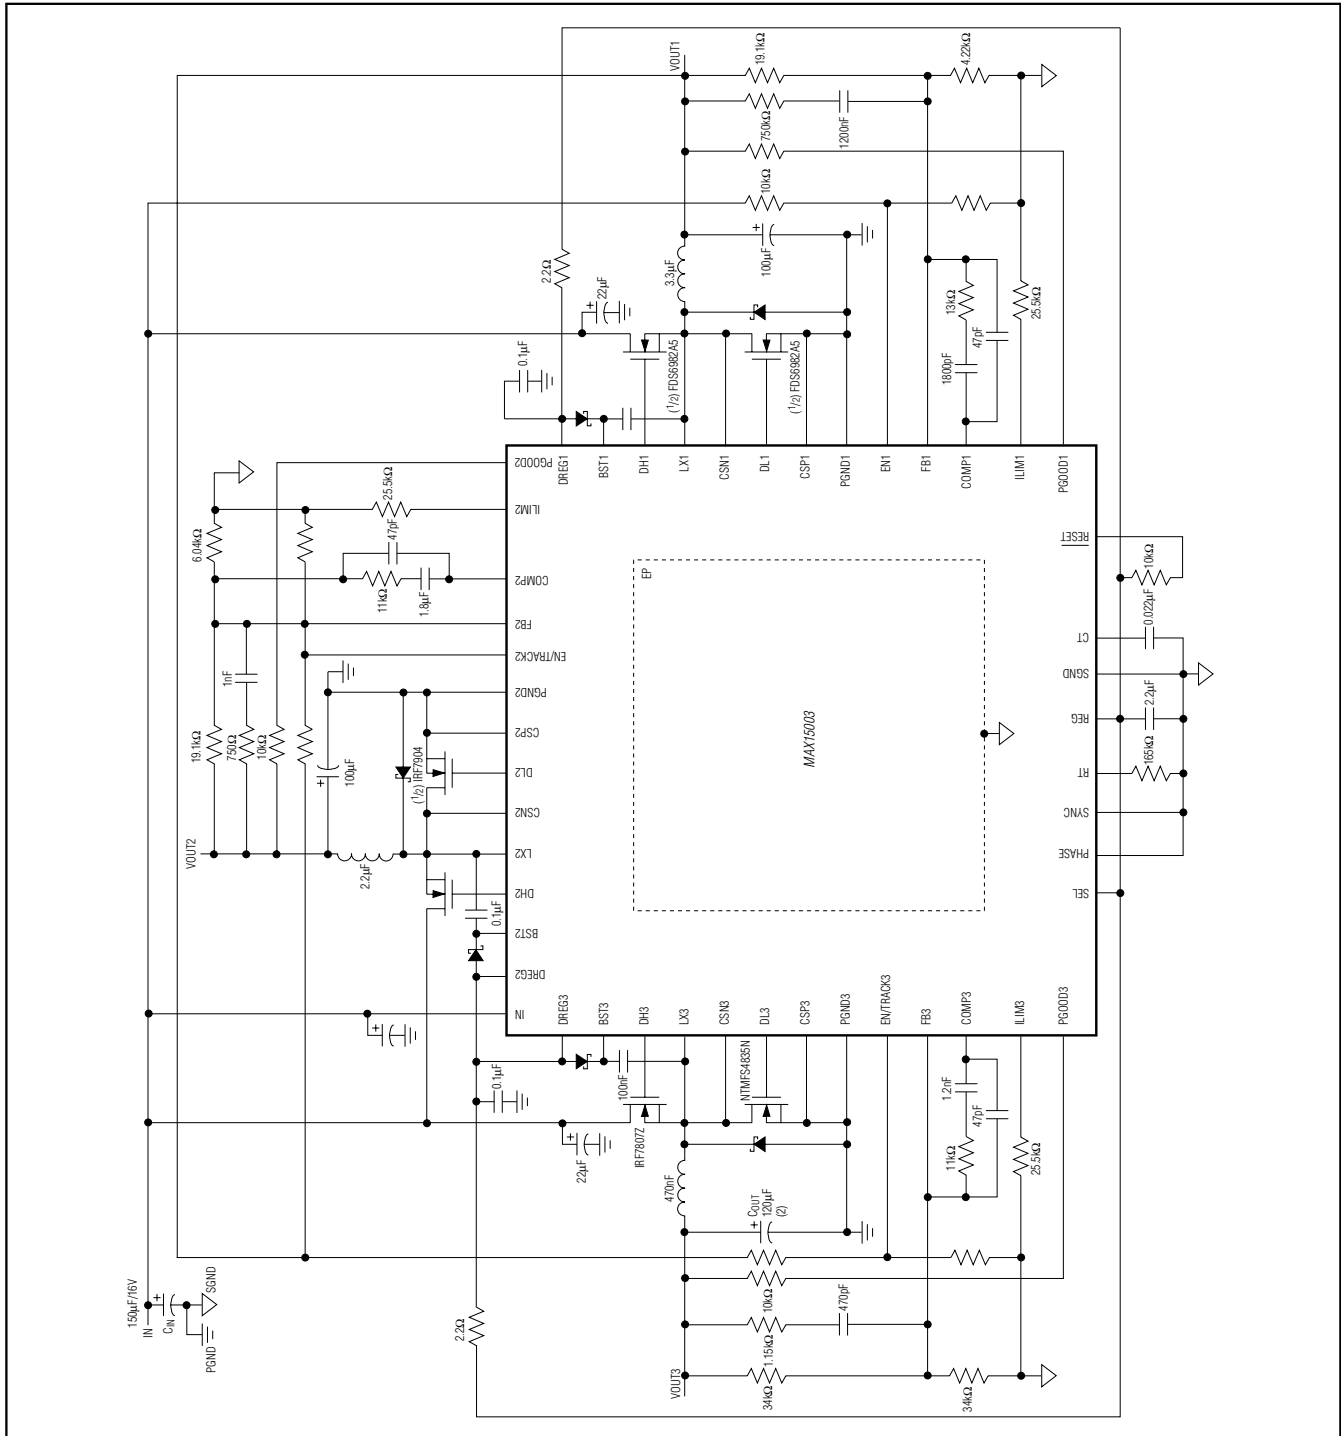 VOUT1
19.1kΩ
4.22kΩ
750kΩ
1200nF
10kΩ
2.2Ω
22µF
3.3µF
100µF
13kΩ
47pF
1800pF
25.5kΩ
0.1µF
(1/2) FDS6982A5
(1/2) FDS6982A5
DREG1
BST1
DH1
LX1
CSN1
DL1
CSP1
PGND1
EN1
FB1
COMP1
ILIM1
PGOOD1
PGOOD2
ILIM2
COMP2
FB2
EN/TRACK2
PGND2
CSP2
DL2
CSN2
LX2
DH2
BST2
DREG2
IN
6.04kΩ
25.5kΩ
47pF
11kΩ
1.8µF
1nF
19.1kΩ
750Ω
10kΩ
100µF
(1/2) IRF7904
VOUT2
2.2µF
0.1µF
EP
MAX15003
RESET
CT
SGND
REG
RT
SYNC
PHASE
SEL
10kΩ
0.022µF
2.2µF
165kΩ
DREG3
BST3
DH3
LX3
CSN3
DL3
CSP3
PGND3
EN/TRACK3
FB3
COMP3
ILIM3
PGOOD3
0.1µF
100nF
22µF
IRF7807Z
NTMFS4835N
470nF
COUT
120µF
(2)
1.2nF
47pF
11kΩ
25.5kΩ
150µF/16V
IN
CIN
SGND
PGND
2.2Ω
10kΩ
470pF
1.15kΩ
VOUT3
34kΩ
34kΩ